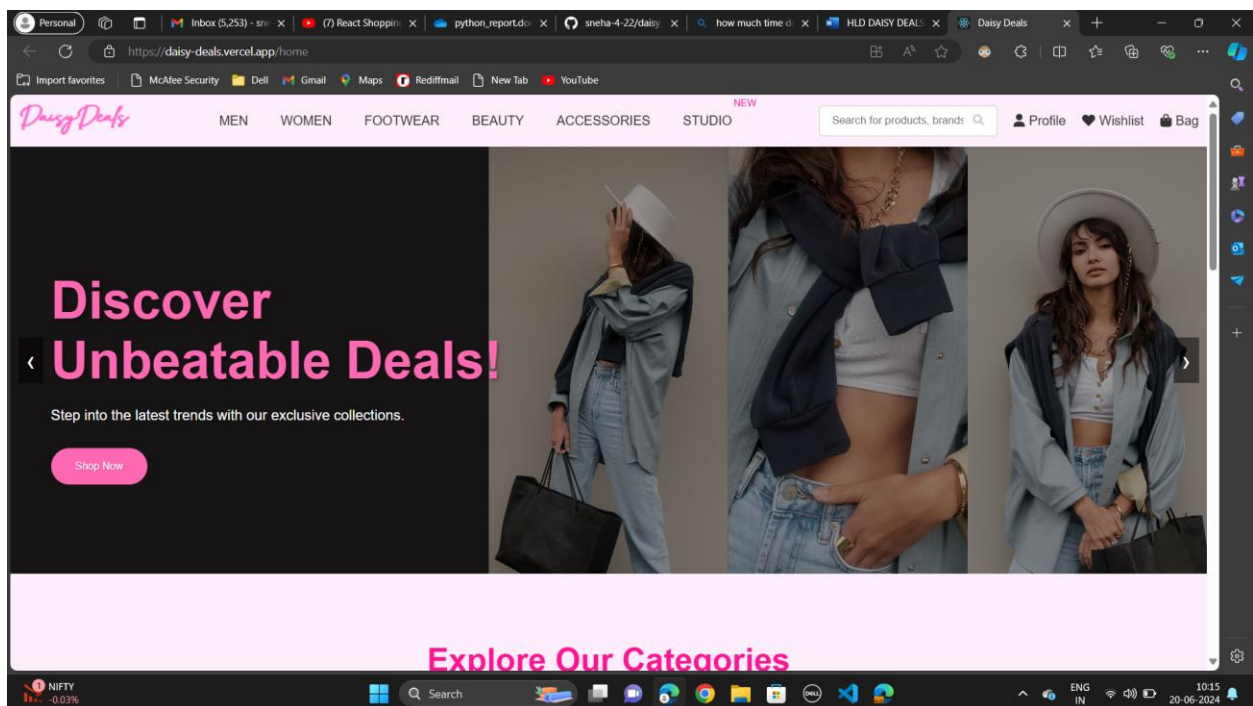 Personal
Inbox (5,253) - sne
(7) React Shopping
python_report.do
sneha-4-22/daisy
how much time d
HLD DAISY DEALS
Daisy Deals
https://daisy-deals.vercel.app/home
Import favorites
McAfee Security
Dell
Gmail
Maps
Rediffmail
New Tab
YouTube
Daisy Deals
MEN
WOMEN
FOOTWEAR
BEAUTY
ACCESSORIES
STUDIO
NEW
Search for products, brands
Profile
Wishlist
Bag
Discover
Unbeatable Deals!
Step into the latest trends with our exclusive collections.
Shop Now
Explore Our Categories
1
NIFTY
-0.03%
Search
DELL
ENG
IN
10:15
20-06-2024